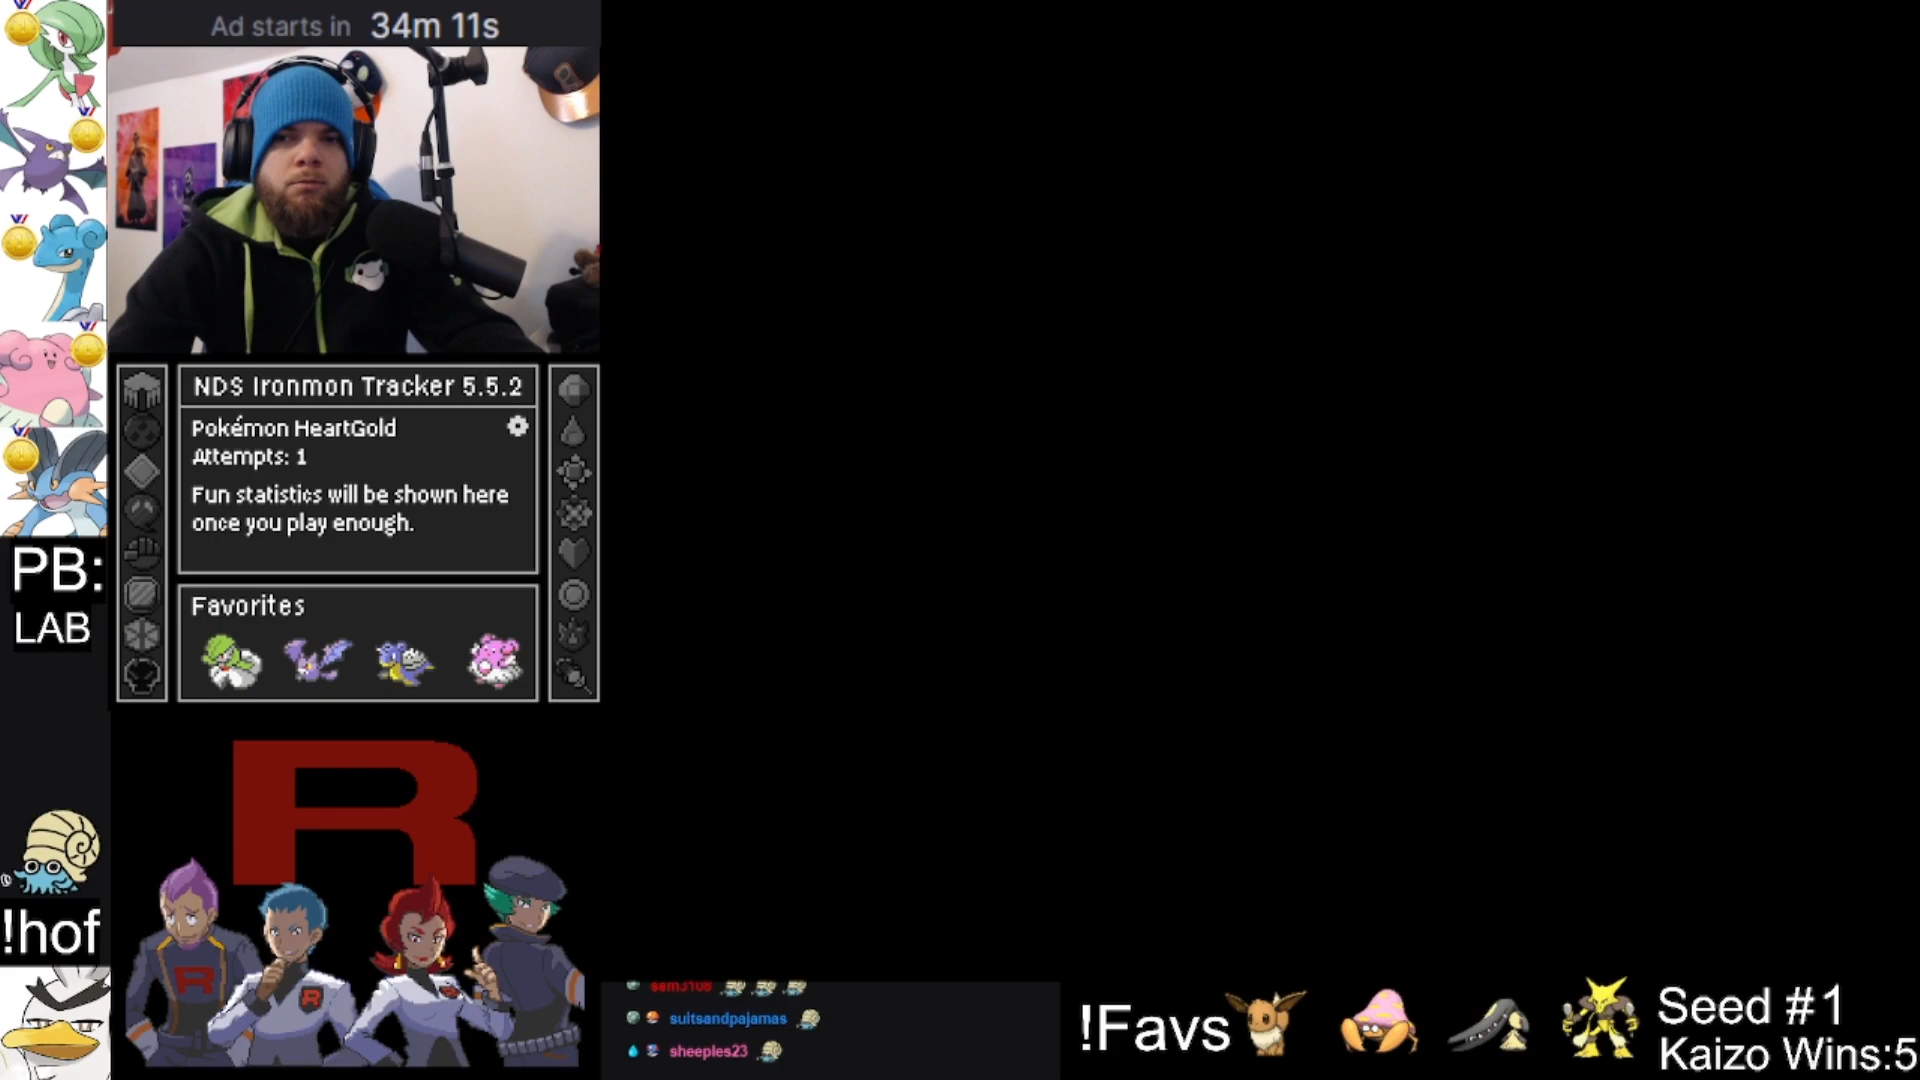 Ad starts in 34m 11s
NDS Ironmon Tracker 5.5.2
Pokémon HeartGold
Attempts: 1
Fun statistics will be shown here
once you play enough.
Favorites
PB:
LAB
!hof
R
R
R
sem3108
suitsandpajamas
sheeples23
!Favs
Seed #1
Kaizo Wins:5